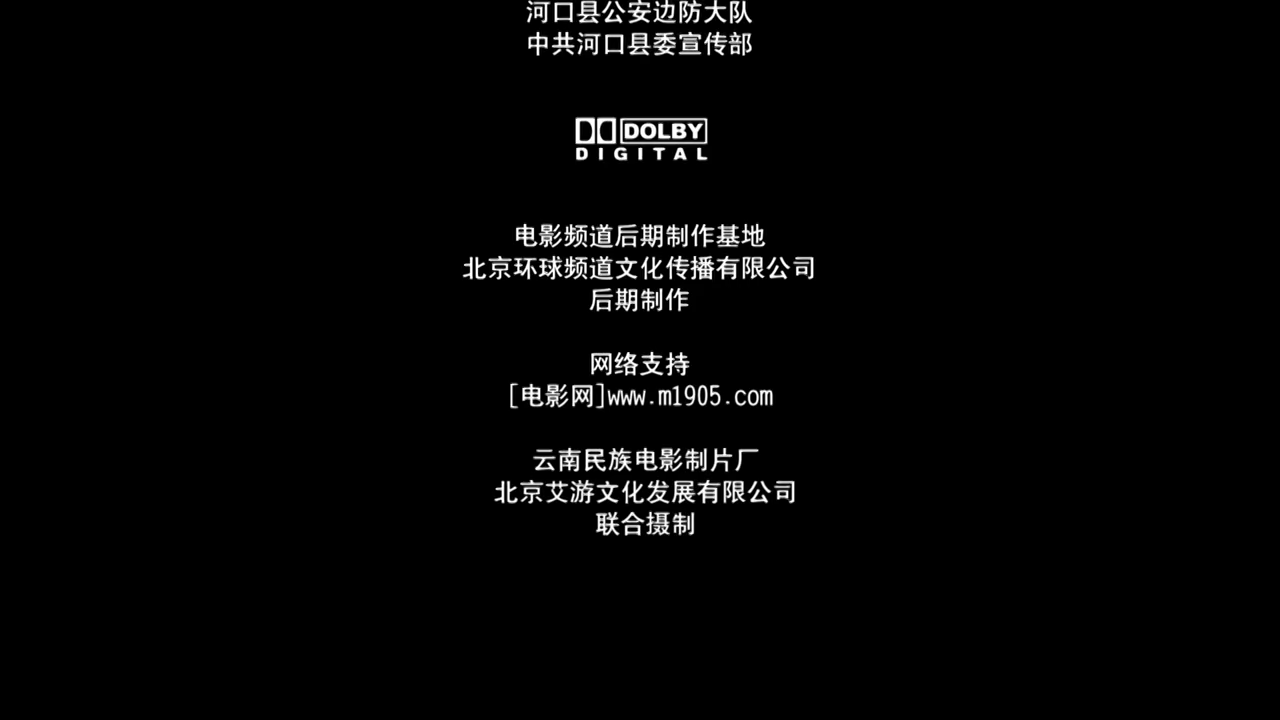 河口县公安边防大队
中共河口县委宣传部
DOLBY
DIGITAL
电影频道后期制作基地
北京环球频道文化传播有限公司
后期制作
网络支持
[电影网]www.m1905.com
云南民族电影制片厂
北京艾游文化发展有限公司
联合摄制